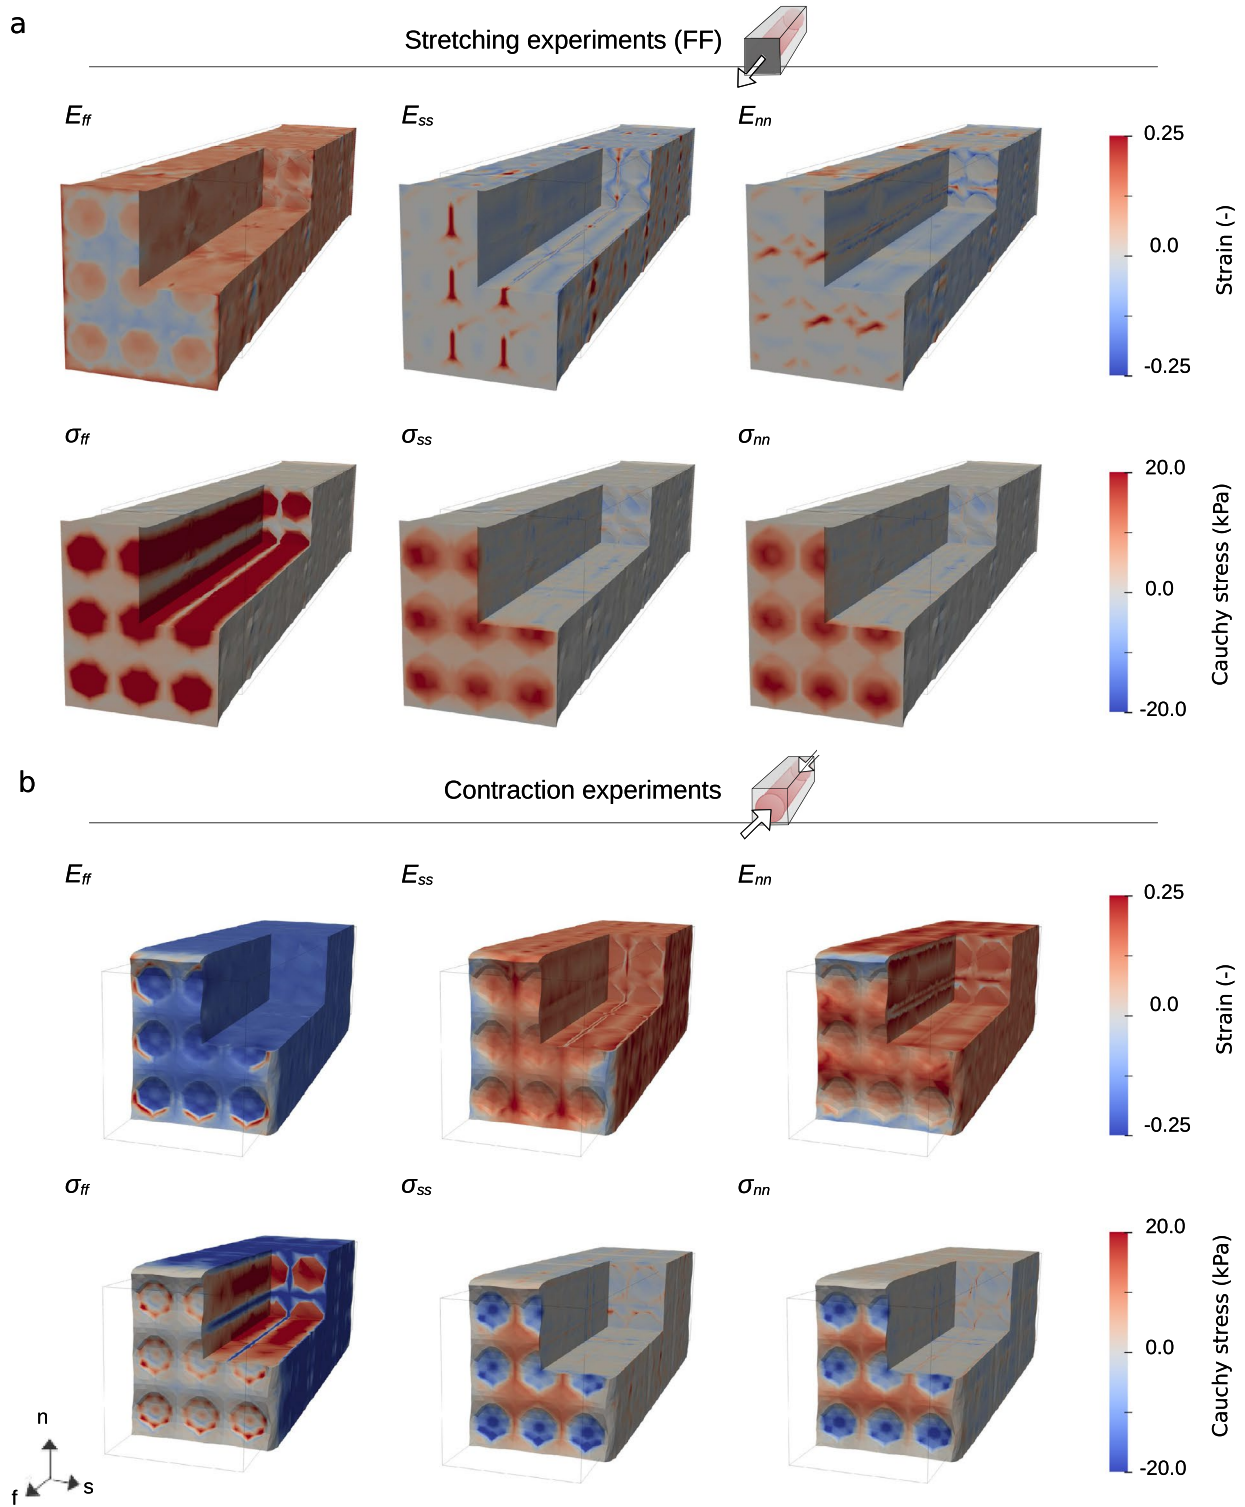 a
Stretching experiments (FF)
Eff Ess Enn
0.25
0.0
-0.25
Strain (-)
σff σss σnn
20.0
0.0
-20.0
Cauchy stress (kPa)
b
Contraction experiments
Eff Ess Enn
0.25
0.0
-0.25
Strain (-)
σff σss σnn
20.0
0.0
-20.0
Cauchy stress (kPa)
n
f
s